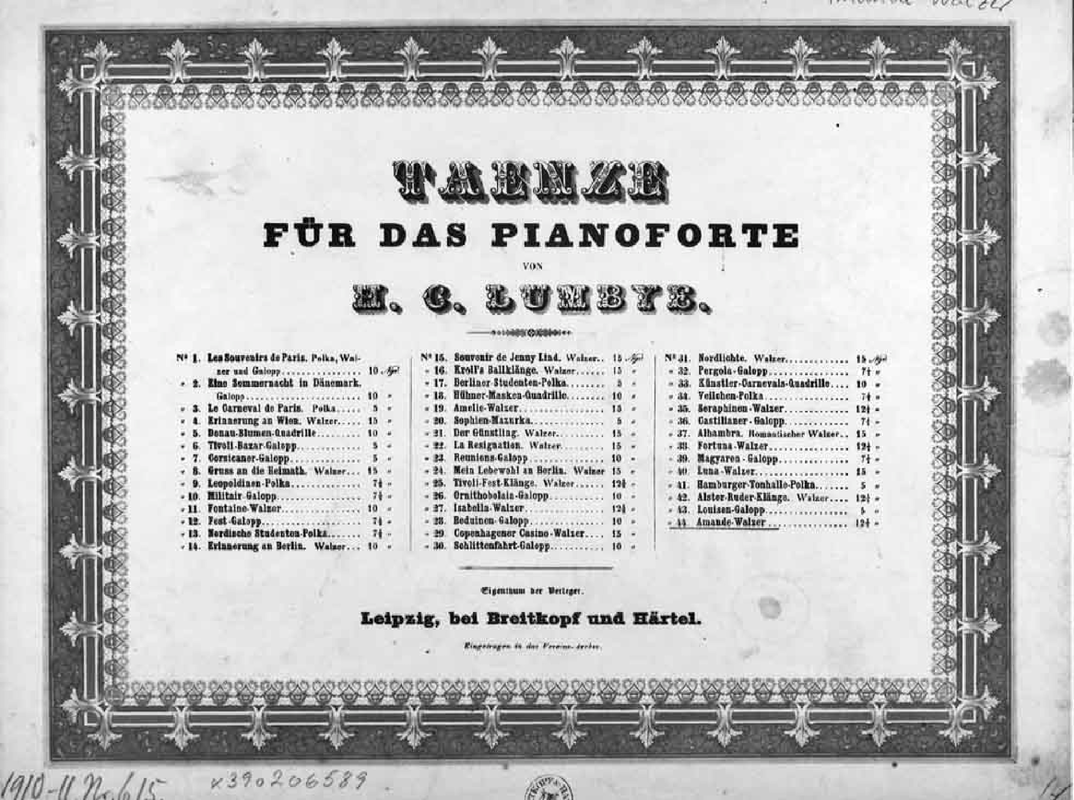 Walzer
TAENZE
FÜR DAS PIANOFORTE
VON
H. C. LUMBYE.
Nº 1. Les Souvenirs de Paris. Polka, Wal-
zer und Galopp 10 Ngr
" 2. Eine Sommernacht in Dänemark.
Galopp 10 "
" 3. Le Carneval de Paris. Polka 5 "
" 4. Erinnerung an Wien. Walzer 15 "
" 5. Donau-Blumen-Quadrille 10 "
" 6. Tivoli-Bazar-Galopp 5 "
" 7. Corsicaner-Galopp 5 "
" 8. Gruss an die Heimath. Walzer 15 "
" 9. Leopoldinen-Polka 7½ "
" 10. Militair-Galopp 7½ "
" 11. Fontaine-Walzer 10 "
" 12. Fest-Galopp 7½ "
" 13. Nordische Studenten-Polka 7½ "
" 14. Erinnerung an Berlin. Walzer 10 "
Nº 15. Souvenir de Jenny Lind. Walzer 15 Ngr
" 16. Kroll's Ballklänge. Walzer 15 "
" 17. Berliner-Studenten-Polka 5 "
" 18. Hühner-Masken-Quadrille 10 "
" 19. Amelie-Walzer 15 "
" 20. Sophien-Mazurka 5 "
" 21. Der Günstling. Walzer 15 "
" 22. La Resignation. Walzer 15 "
" 23. Reunions-Galopp 10 "
" 24. Mein Lebewohl an Berlin. Walzer 15 "
" 25. Tivoli-Fest-Klänge. Walzer 12½ "
" 26. Ornithobolaia-Galopp 10 "
" 27. Isabella-Walzer 12½ "
" 28. Beduinen-Galopp 10 "
" 29. Copenhagener Casino-Walzer 15 "
" 30. Schlittenfahrt-Galopp 10 "
Nº 31. Nordlichte. Walzer 15 Ngr
" 32. Pergola-Galopp 7½ "
" 33. Künstler-Carnevals-Quadrille 10 "
" 34. Veilchen-Polka 7½ "
" 35. Seraphinen-Walzer 12½ "
" 36. Castilianer-Galopp 7½ "
" 37. Alhambra. Romantischer Walzer 15 "
" 38. Fortuna-Walzer 12½ "
" 39. Magyaren-Galopp 7½ "
" 40. Luna-Walzer 15 "
" 41. Hamburger-Tonhalle-Polka 5 "
" 42. Alster-Ruder-Klänge. Walzer 12½ "
" 43. Louisen-Galopp 5 "
" 44. Amande-Walzer 12½ "
Eigenthum der Verleger.
Leipzig, bei Breitkopf und Härtel.
Eingetragen in das Vereins-Archiv.
1910-II Nr. 615.
x390206589
14